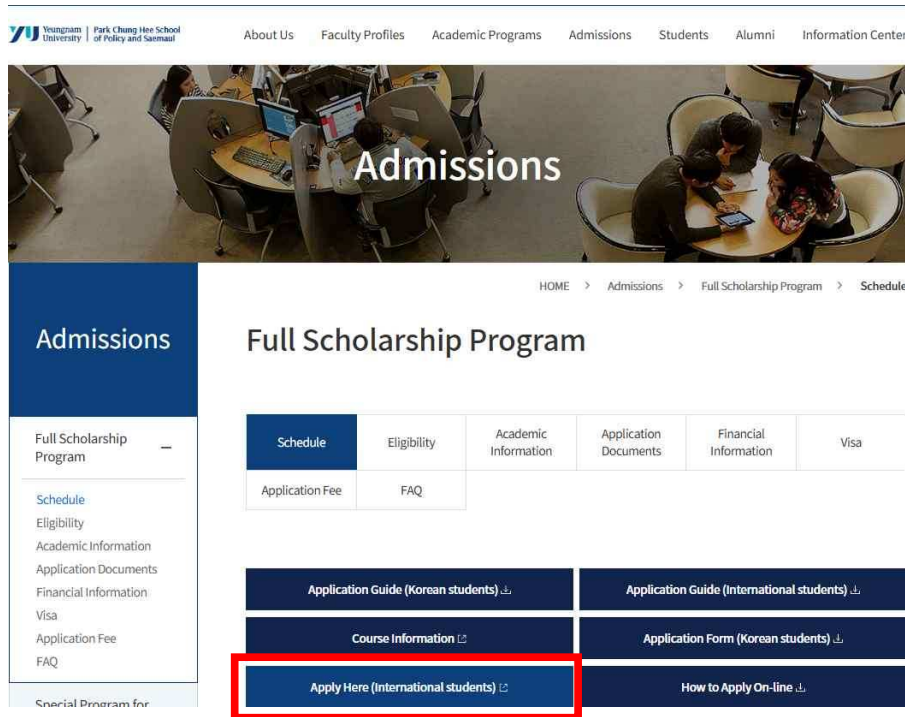 Yeungnam University | Park Chung Hee School of Policy and Saemaul
About Us Faculty Profiles Academic Programs Admissions Students Alumni Information Center
Admissions
HOME > Admissions > Full Scholarship Program > Schedule
Admissions
Full Scholarship Program
Full Scholarship Program
Schedule
Eligibility
Academic Information
Application Documents
Financial Information
Visa
Application Fee
FAQ
Special Program for
Schedule Eligibility Academic Information Application Documents Financial Information Visa
Application Fee FAQ
Application Guide (Korean students)
Application Guide (International students)
Course Information
Application Form (Korean students)
Apply Here (International students)
How to Apply On-line